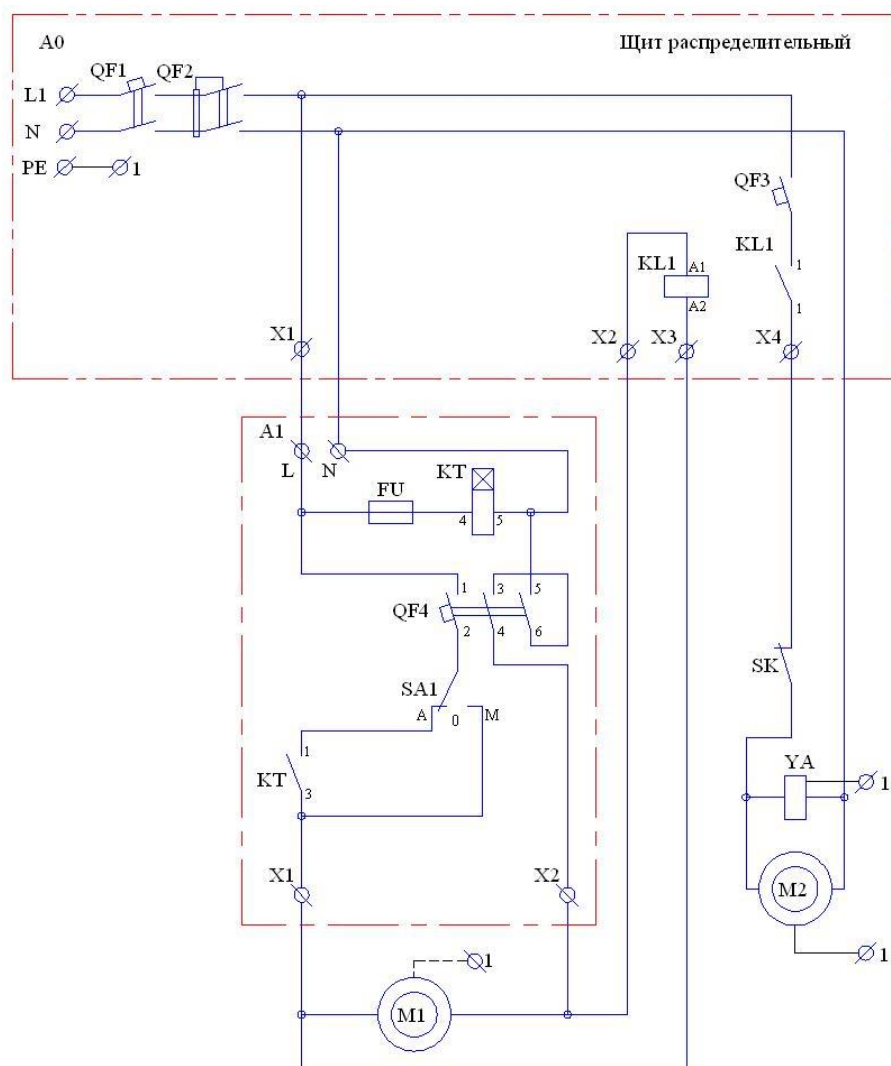 A0 Щит распределительный
QF1 QF2
L1
N
PE 1
QF3
KL1 KL1
A1 1
A2 1
X1 X2 X3 X4
A1
L N KT
FU
4 5
1 3 5
QF4
2 4 6
SK
SA1
A 0 M
1
KT
3
YA
1
X1 X2
M2
1
1
M1